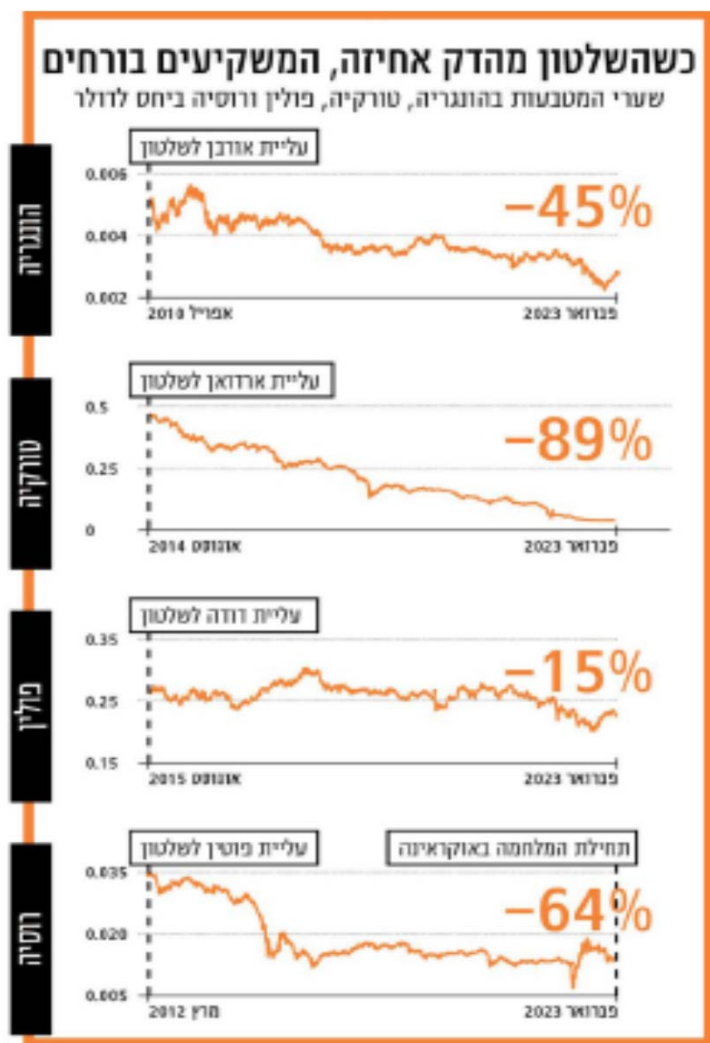 כשהשלטון מהדק אחיזה, המשקיעים בורחים
שערי המטבעות בהונגריה, טורקיה, פולין ורוסיה ביחס לדולר
הונגריה
עליית אורבן לשלטון
0.006
0.004
0.002
−45%
אפריל 2010
פברואר 2023
טורקיה
עליית ארדואן לשלטון
0.5
0.25
0
−89%
אוגוסט 2014
פברואר 2023
פולין
עליית דודה לשלטון
0.35
0.25
0.15
−15%
אוגוסט 2015
פברואר 2023
רוסיה
עליית פוטין לשלטון
תחילת המלחמה באוקראינה
0.035
0.020
0.005
−64%
מרץ 2012
פברואר 2023